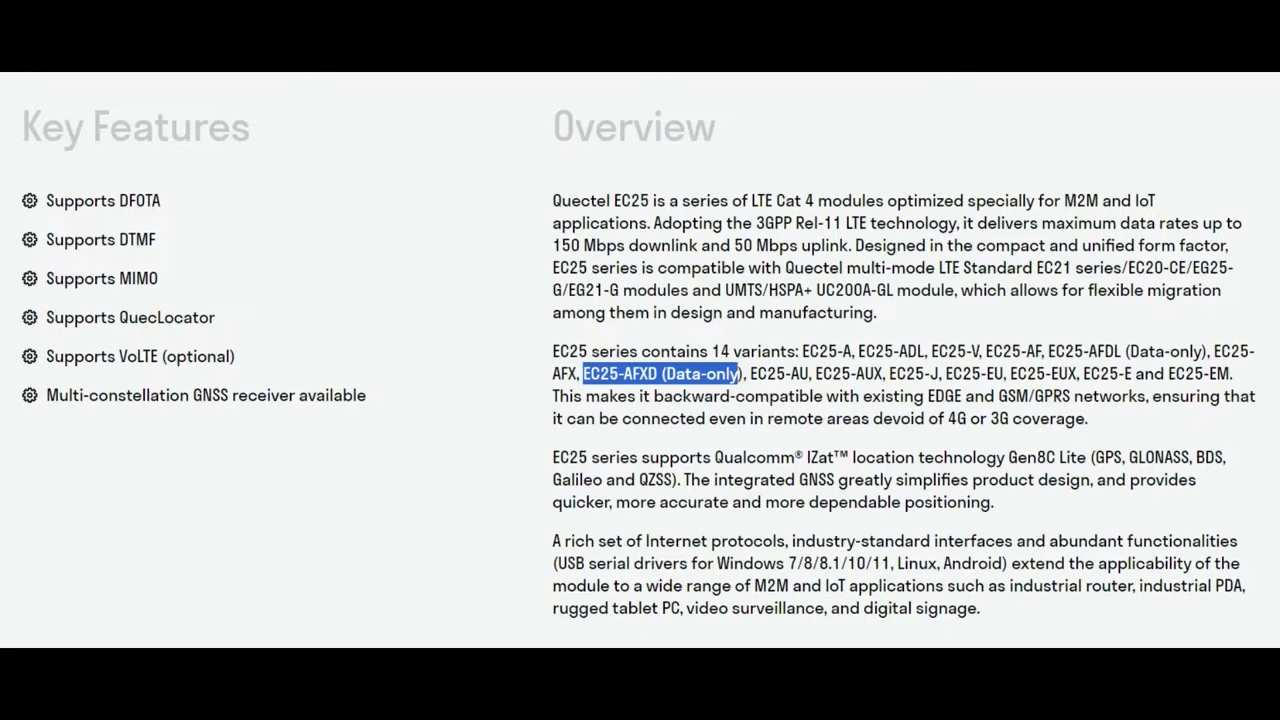 Key Features
Supports DFOTA
Supports DTMF
Supports MIMO
Supports QuecLocator
Supports VoLTE (optional)
Multi-constellation GNSS receiver available
Overview
Quectel EC25 is a series of LTE Cat 4 modules optimized specially for M2M and IoT
applications. Adopting the 3GPP Rel-11 LTE technology, it delivers maximum data rates up to
150 Mbps downlink and 50 Mbps uplink. Designed in the compact and unified form factor,
EC25 series is compatible with Quectel multi-mode LTE Standard EC21 series/EC20-CE/EG25-
G/EG21-G modules and UMTS/HSPA+ UC200A-GL module, which allows for flexible migration
among them in design and manufacturing.
EC25 series contains 14 variants: EC25-A, EC25-ADL, EC25-V, EC25-AF, EC25-AFDL (Data-only), EC25-
AFX, EC25-AFXD (Data-only), EC25-AU, EC25-AUX, EC25-J, EC25-EU, EC25-EUX, EC25-E and EC25-EM.
This makes it backward-compatible with existing EDGE and GSM/GPRS networks, ensuring that
it can be connected even in remote areas devoid of 4G or 3G coverage.
EC25 series supports Qualcomm® IZat™ location technology Gen8C Lite (GPS, GLONASS, BDS,
Galileo and QZSS). The integrated GNSS greatly simplifies product design, and provides
quicker, more accurate and more dependable positioning.
A rich set of Internet protocols, industry-standard interfaces and abundant functionalities
(USB serial drivers for Windows 7/8/8.1/10/11, Linux, Android) extend the applicability of the
module to a wide range of M2M and IoT applications such as industrial router, industrial PDA,
rugged tablet PC, video surveillance, and digital signage.